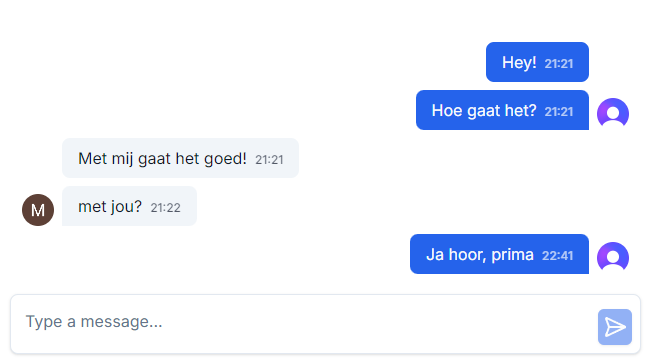 Hey! 21:21
Hoe gaat het? 21:21
Met mij gaat het goed! 21:21
M
met jou? 21:22
Ja hoor, prima 22:41
Type a message...